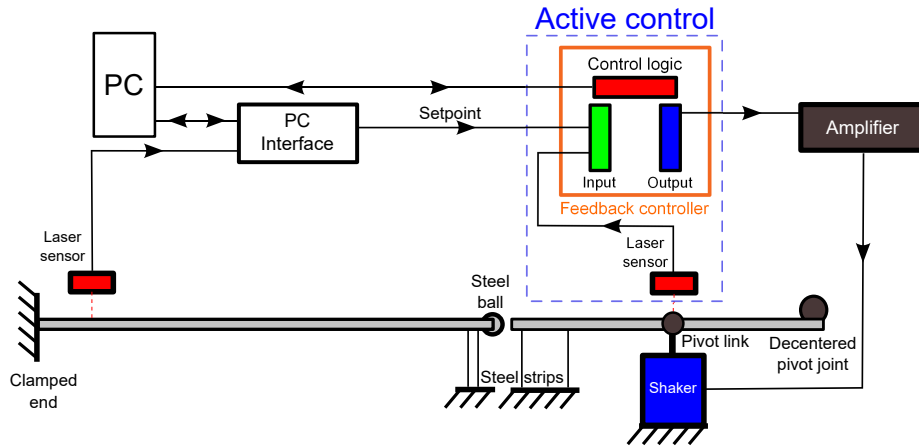 Active control
PC
Control logic
PC
Interface
Setpoint
Amplifier
Input
Output
Feedback controller
Laser
sensor
Laser
sensor
Steel
ball
Pivot link
Decentered
pivot joint
Clamped
end
Steel strips
Shaker